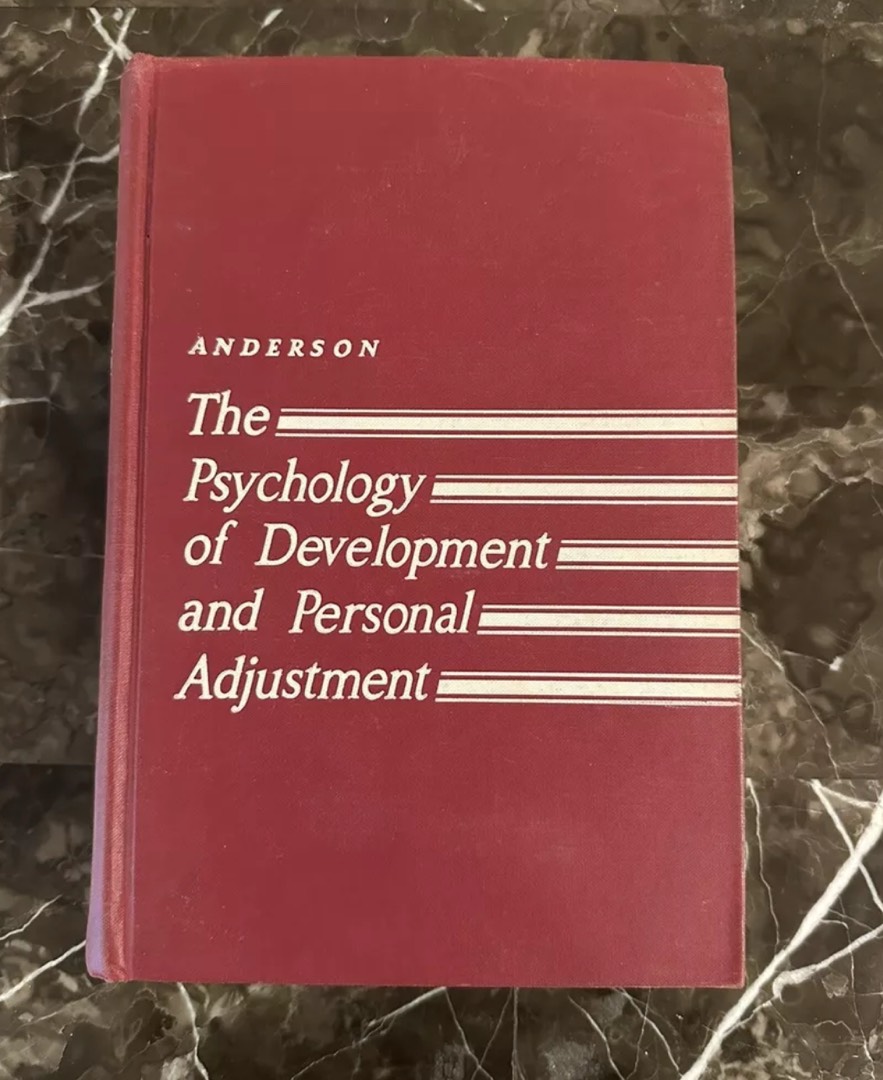 ANDERSON
The
Psychology
of Development
and Personal
Adjustment